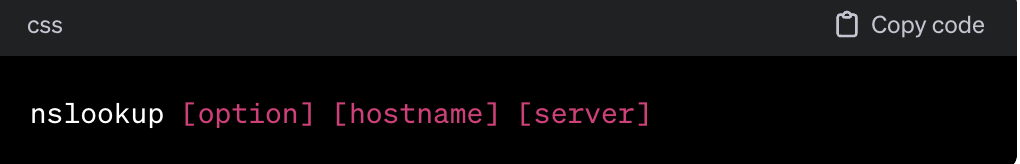 css Copy code
nslookup [option] [hostname] [server]